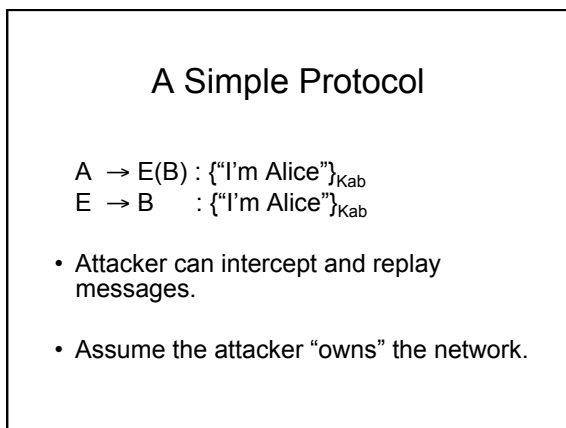 A Simple Protocol
A → E(B) : {“I’m Alice”}Kab
E → B : {“I’m Alice”}Kab
• Attacker can intercept and replay
messages.
• Assume the attacker “owns” the network.